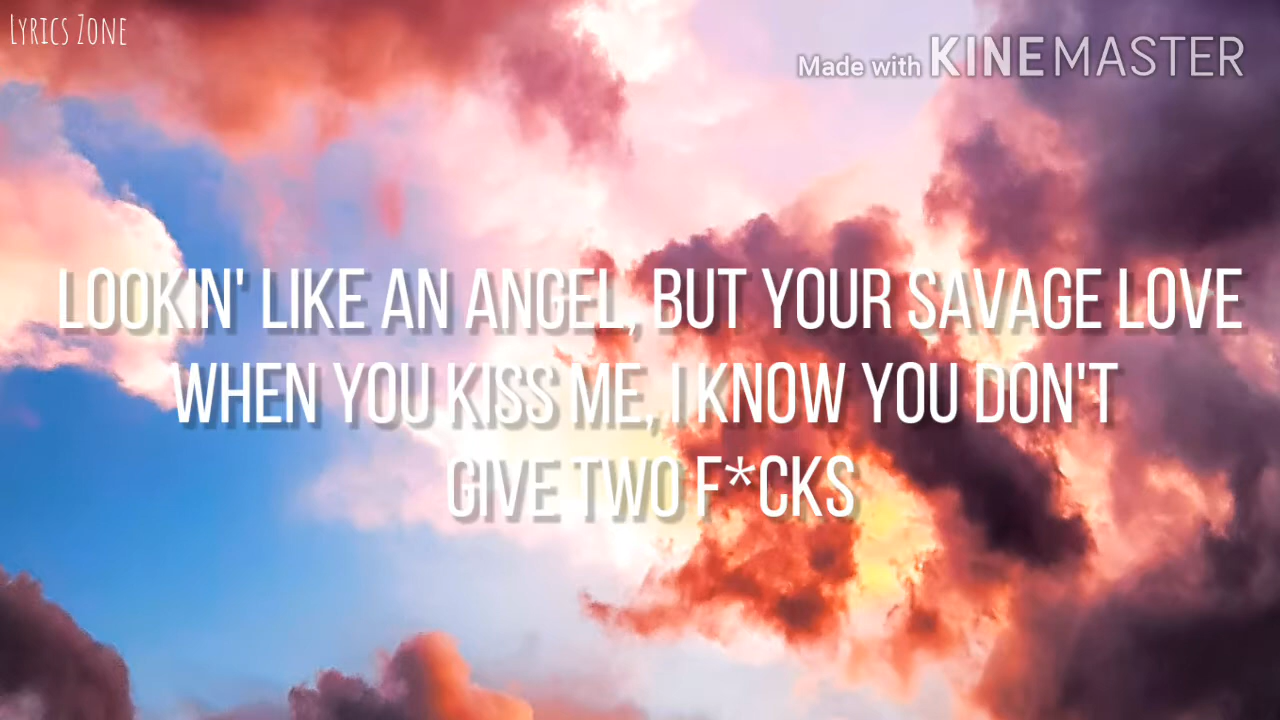 LYRICS ZONE
Made with KINEMASTER
LOOKIN' LIKE AN ANGEL, BUT YOUR SAVAGE LOVE
WHEN YOU KISS ME, I KNOW YOU DON'T
GIVE TWO F*CKS